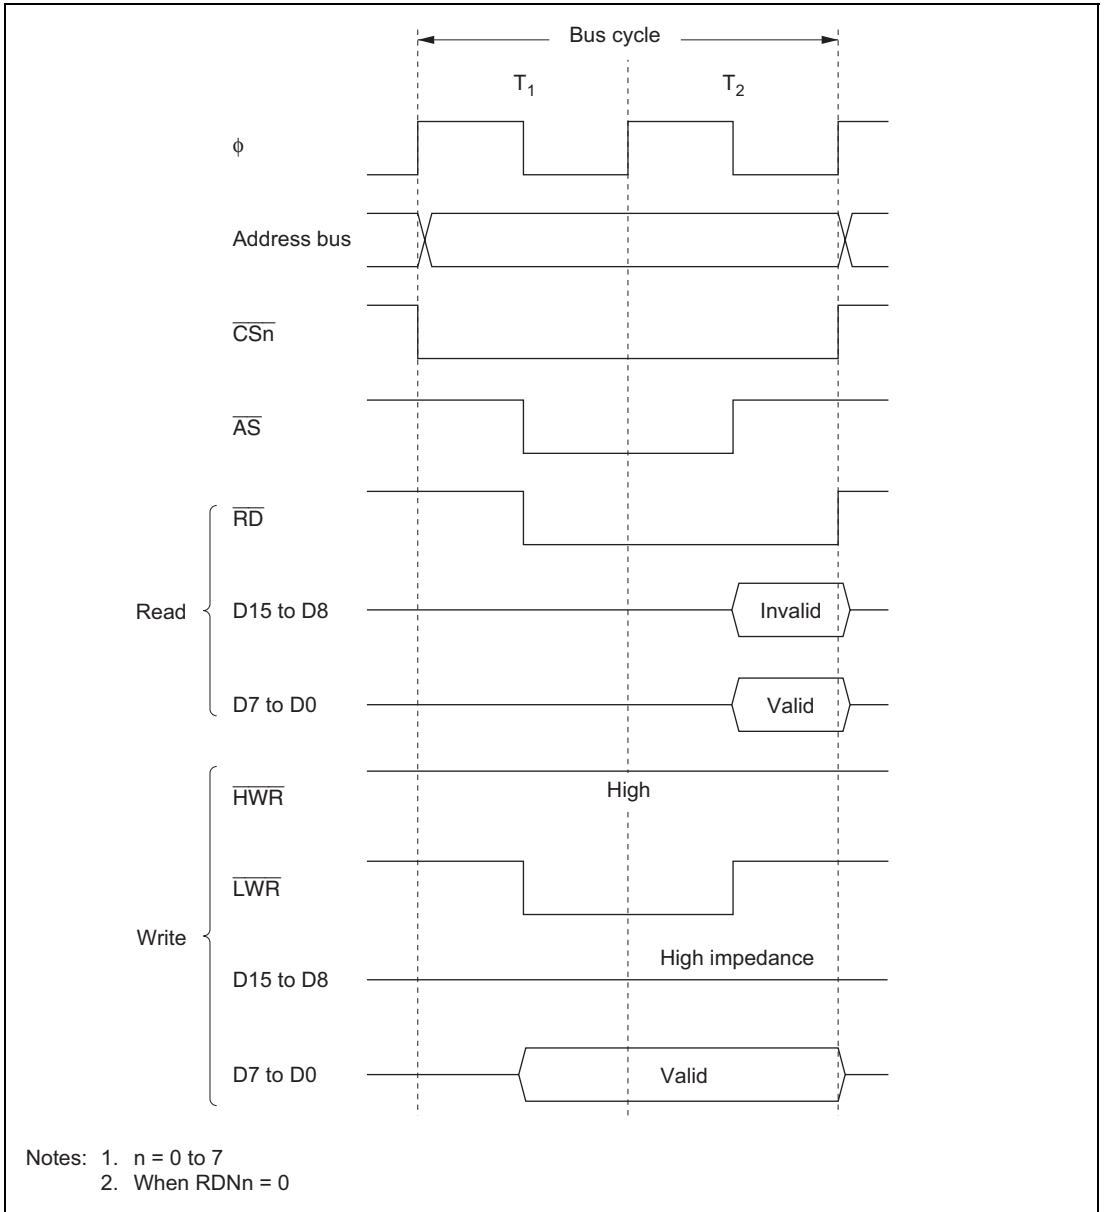 Bus cycle
T1 T2
ϕ
Address bus
CSn
AS
RD
Read
D15 to D8 Invalid
D7 to D0 Valid
HWR High
LWR
Write
High impedance
D15 to D8
D7 to D0 Valid
Notes: 1. n = 0 to 7
2. When RDNn = 0